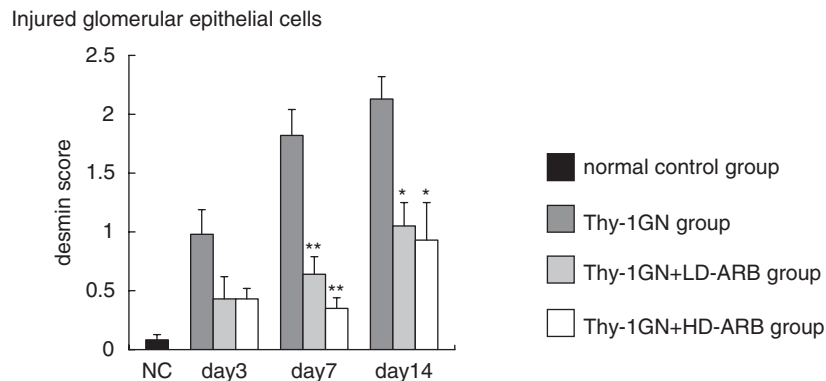 Injured glomerular epithelial cells
2.5
2
1.5
1
0.5
0
desmin score
**
**
*
*
NC day3 day7 day14
normal control group
Thy-1GN group
Thy-1GN+LD-ARB group
Thy-1GN+HD-ARB group